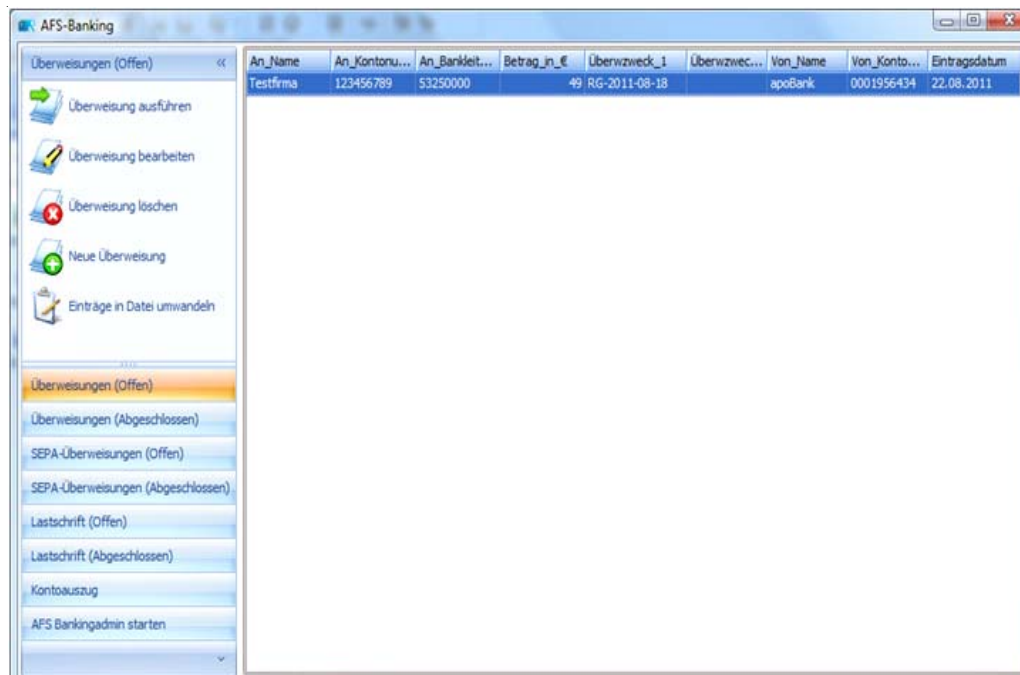 AFS-Banking
Überweisungen (Offen) «
Überweisung ausführen
Überweisung bearbeiten
Überweisung löschen
Neue Überweisung
Einträge in Datei umwandeln
Überweisungen (Offen)
Überweisungen (Abgeschlossen)
SEPA-Überweisungen (Offen)
SEPA-Überweisungen (Abgeschlossen)
Lastschrift (Offen)
Lastschrift (Abgeschlossen)
Kontoauszug
AFS Bankingadmin starten
An_Name An_Kontonu... An_Bankleit... Betrag_in_€ Überwzweck_1 Überwzwec... Von_Name Von_Konto... Eintragsdatum
Testfirma 123456789 53250000 49 RG-2011-08-18 apoBank 0001956434 22.08.2011